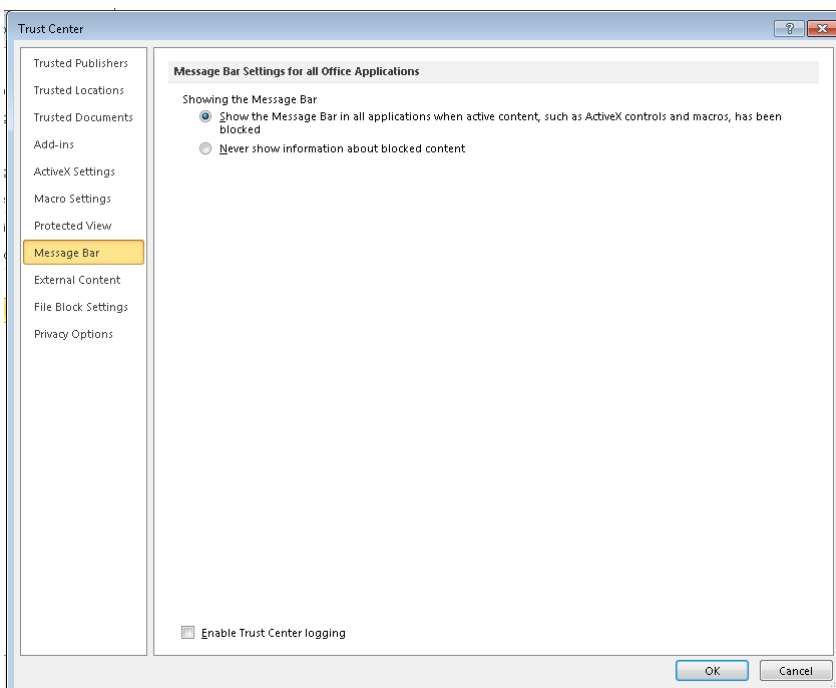 Trust Center
Trusted Publishers
Trusted Locations
Trusted Documents
Add-ins
ActiveX Settings
Macro Settings
Protected View
Message Bar
External Content
File Block Settings
Privacy Options
Message Bar Settings for all Office Applications
Showing the Message Bar
Show the Message Bar in all applications when active content, such as ActiveX controls and macros, has been
blocked
Never show information about blocked content
Enable Trust Center logging
OK
Cancel